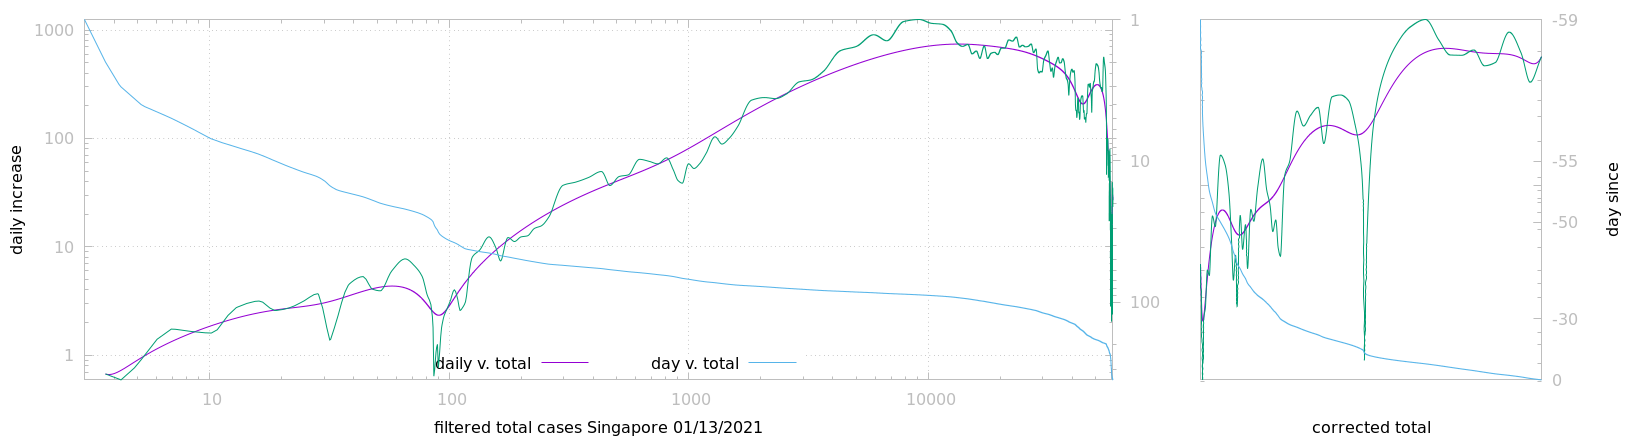 1000
100
10
1
daily increase
10
100
1000
10000
filtered total cases Singapore 01/13/2021
daily v. total
day v. total
1
10
100
-59
-55
-50
-30
0
day since
corrected total